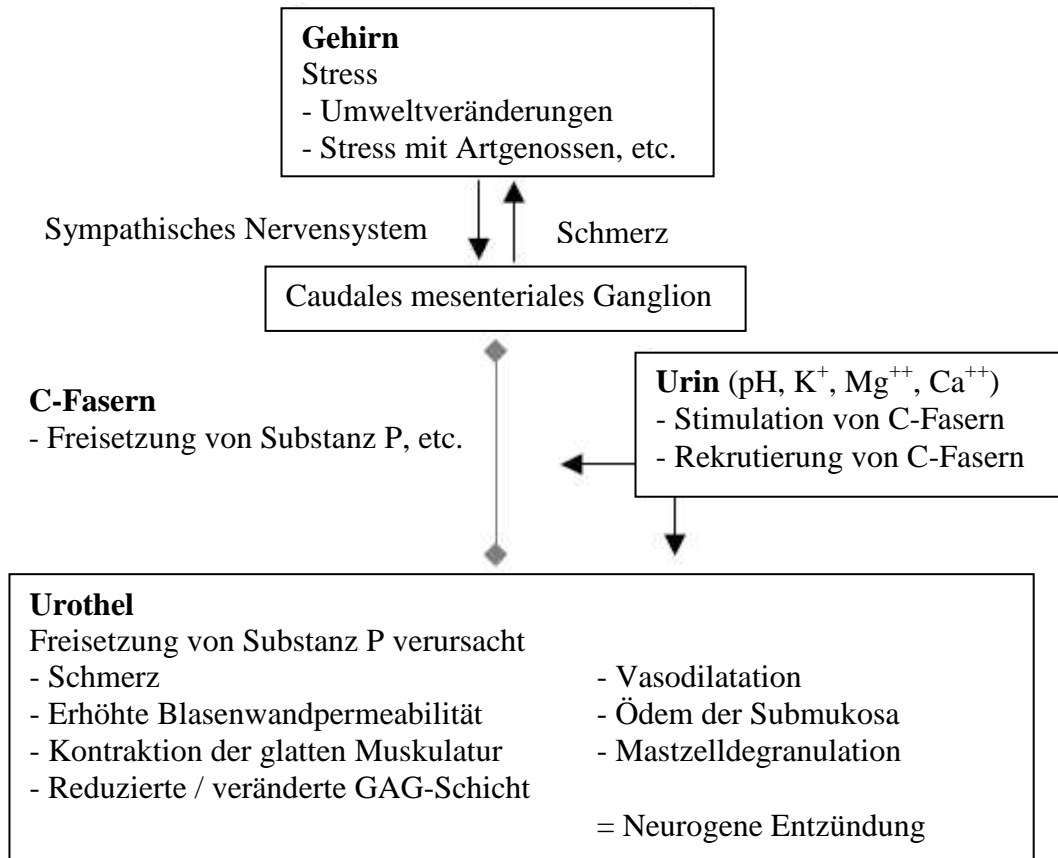 Gehirn
Stress
- Umweltveränderungen
- Stress mit Artgenossen, etc.
Sympathisches Nervensystem
Schmerz
Caudales mesenteriales Ganglion
C-Fasern
- Freisetzung von Substanz P, etc.
Urin (pH, K⁺, Mg⁺⁺, Ca⁺⁺)
- Stimulation von C-Fasern
- Rekrutierung von C-Fasern
Urothel
Freisetzung von Substanz P verursacht
- Schmerz
- Erhöhte Blasenwandpermeabilität
- Kontraktion der glatten Muskulatur
- Reduzierte / veränderte GAG-Schicht
- Vasodilatation
- Ödem der Submukosa
- Mastzelldegranulation
= Neurogene Entzündung